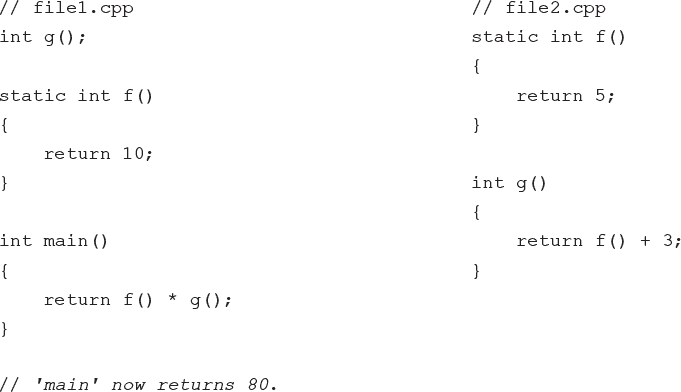 // file1.cpp
int g();
static int f()
{
    return 10;
}
int main()
{
    return f() * g();
}
// 'main' now returns 80.
// file2.cpp
static int f()
{
    return 5;
}
int g()
{
    return f() + 3;
}